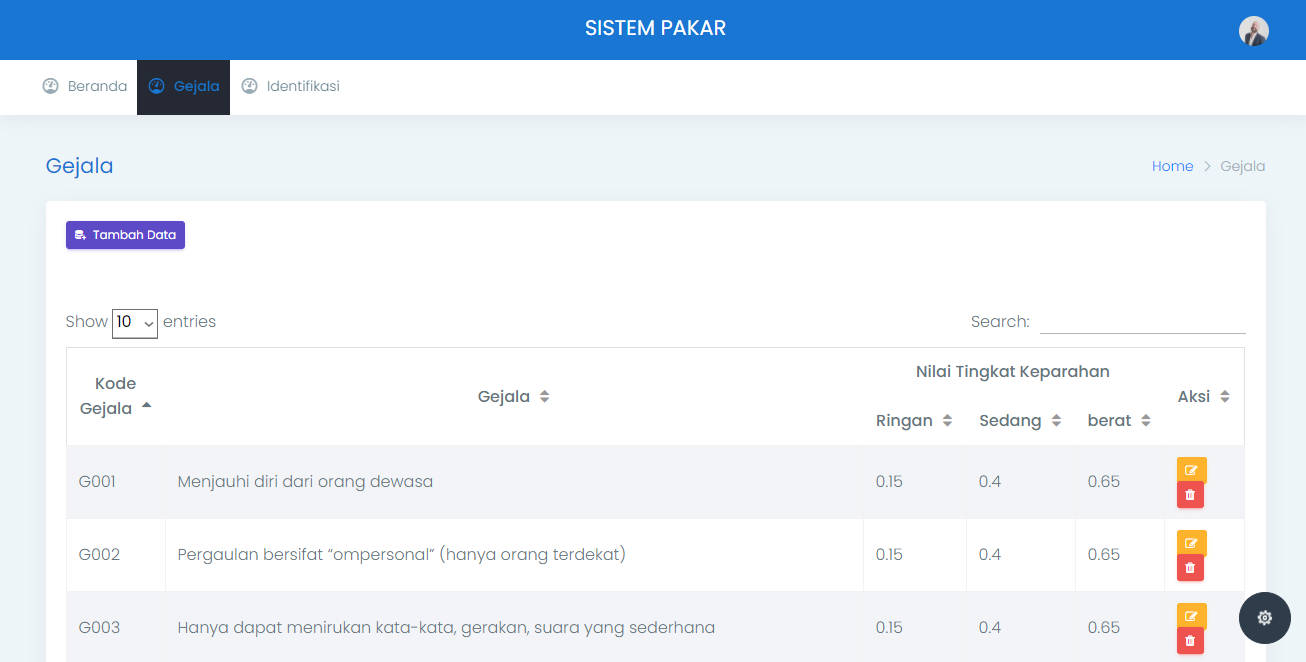 SISTEM PAKAR
Beranda
Gejala
Identifikasi
Gejala
Home > Gejala
Tambah Data
Show 10 entries
Search:
Kode Gejala
Gejala
Nilai Tingkat Keparahan
Ringan
Sedang
berat
Aksi
G001 Menjauhi diri dari orang dewasa 0.15 0.4 0.65
G002 Pergaulan bersifat “ompersonal” (hanya orang terdekat) 0.15 0.4 0.65
G003 Hanya dapat menirukan kata-kata, gerakan, suara yang sederhana 0.15 0.4 0.65